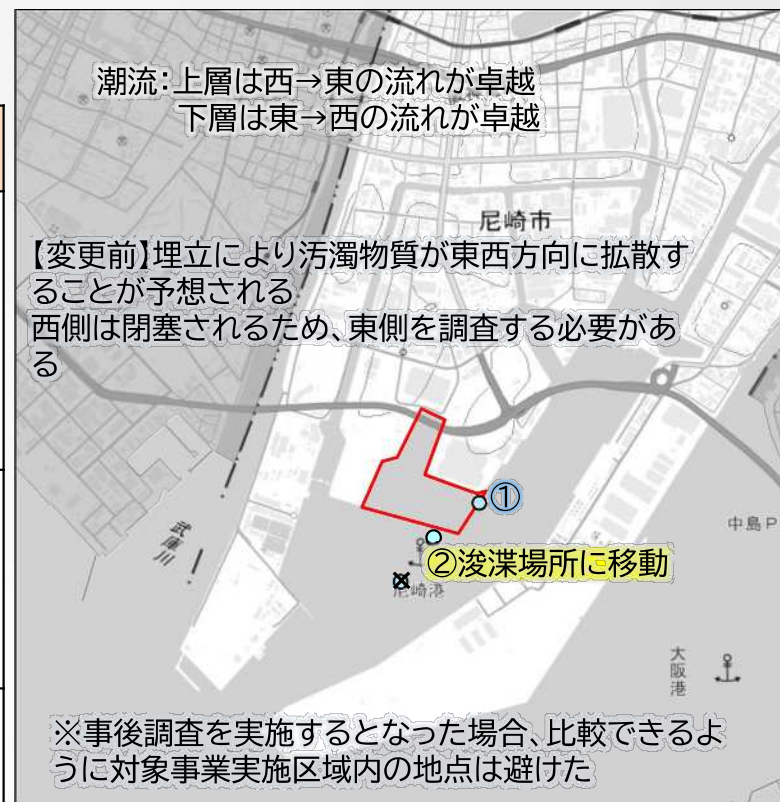 潮流：上層は西→東の流れが卓越
下層は東→西の流れが卓越
尼崎市
【変更前】埋立により汚濁物質が東西方向に拡散す
ることが予想される
西側は閉塞されるため、東側を調査する必要があ
る
①
武庫川
中島P
②浚渫場所に移動
尼崎港
大阪港
※事後調査を実施するとなった場合、比較できるよ
うに対象事業実施区域内の地点は避けた